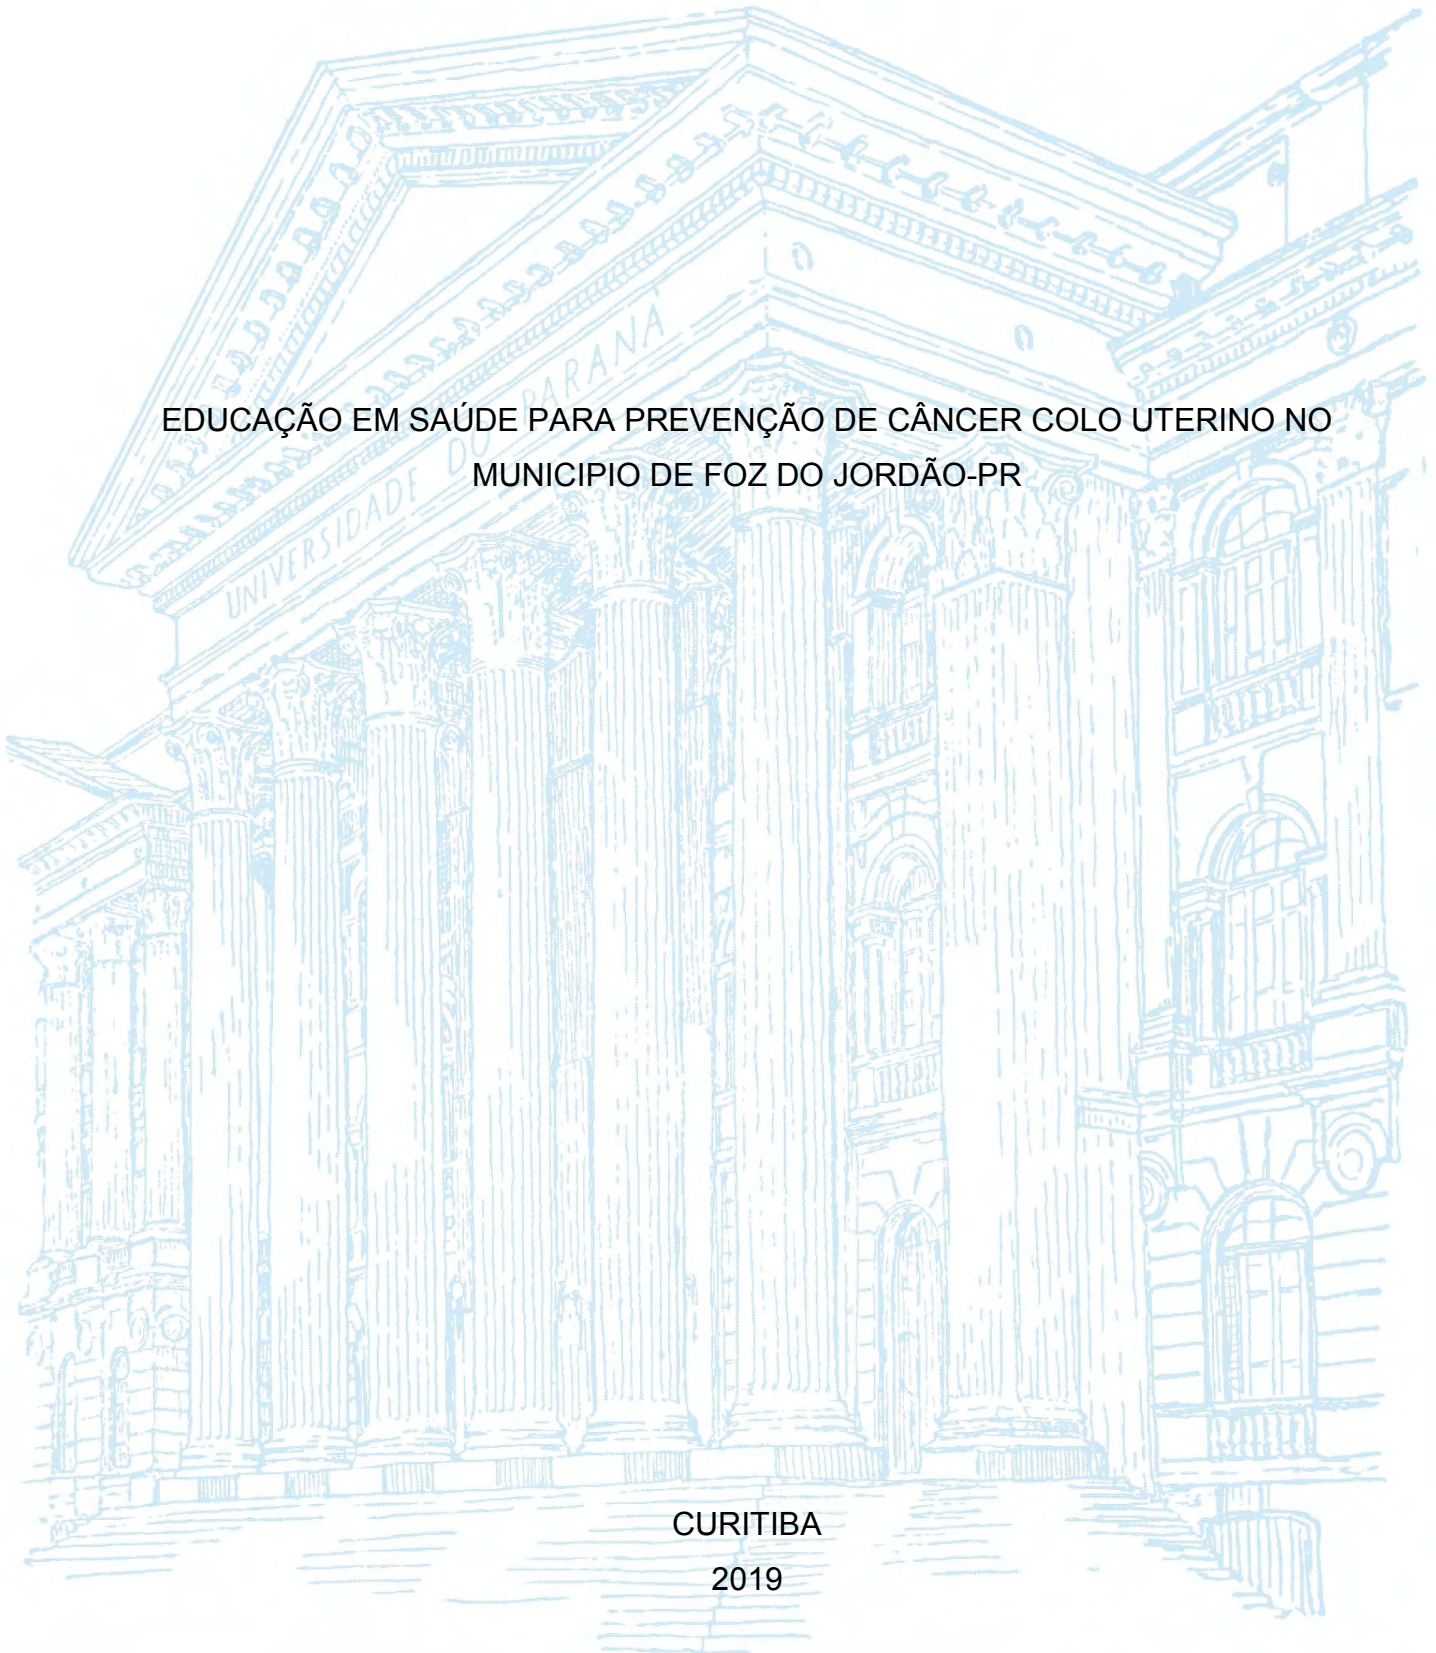 UNIVERSIDADE DO PARANÁ
EDUCAÇÃO EM SAÚDE PARA PREVENÇÃO DE CÂNCER COLO UTERINO NO
MUNICIPIO DE FOZ DO JORDÃO-PR
CURITIBA
2019